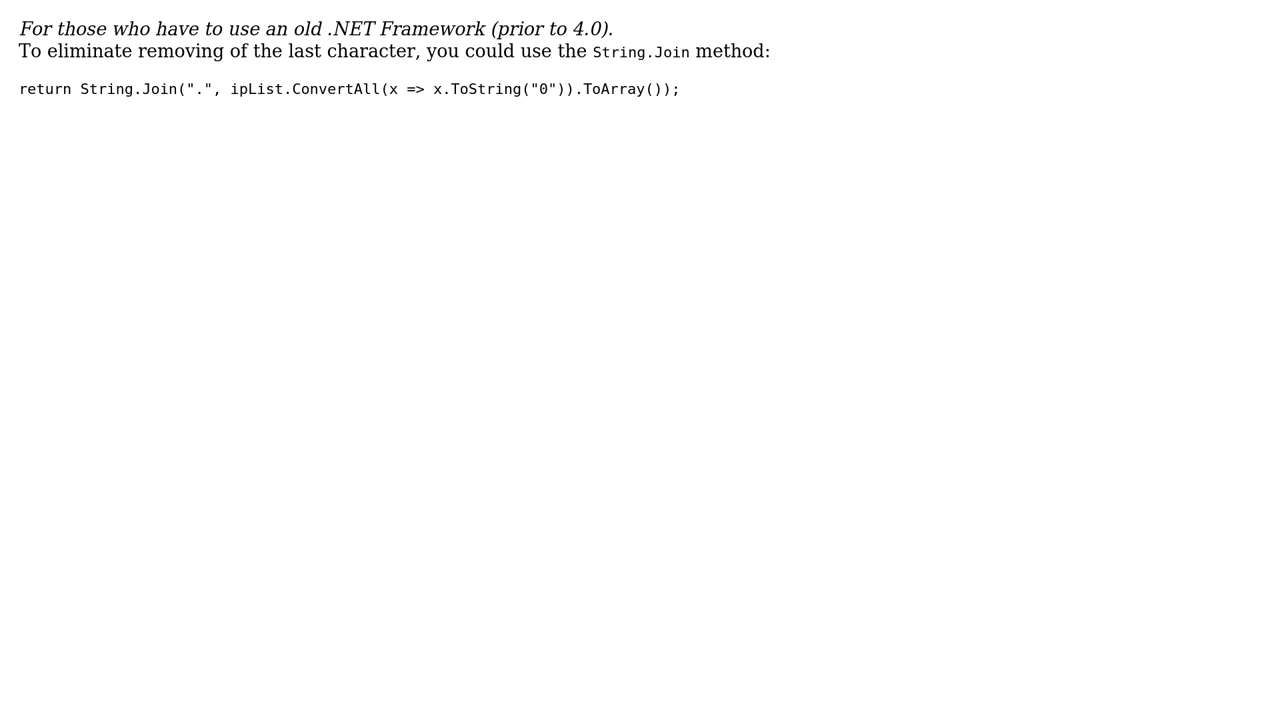 For those who have to use an old .NET Framework (prior to 4.0).
To eliminate removing of the last character, you could use the String.Join method:
return String.Join(".", ipList.ConvertAll(x => x.ToString("0")).ToArray());